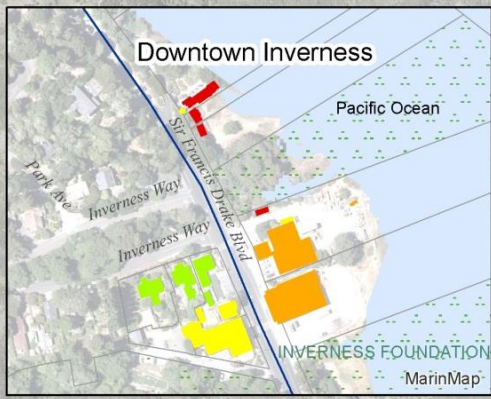 Downtown Inverness
Pacific Ocean
Sir Francis Drake Blvd
Park Ave
Inverness Way
Inverness Way
INVERNESS FOUNDATION
MarinMap